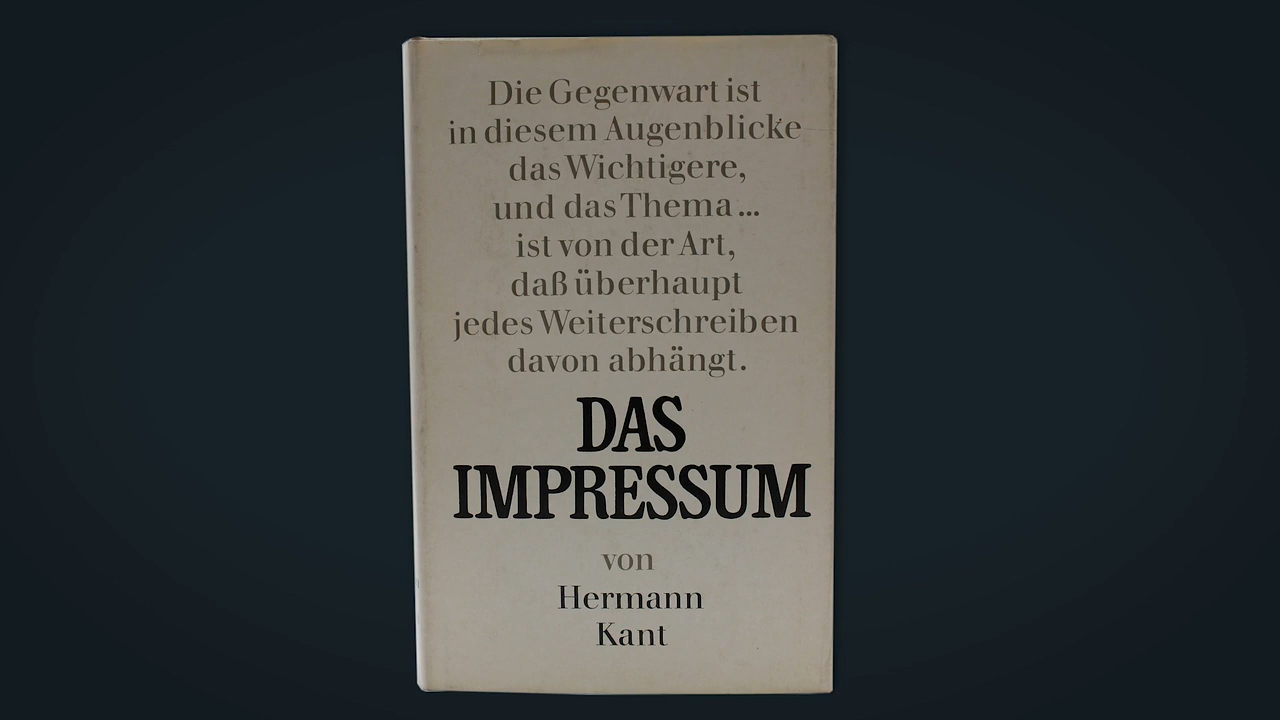 Die Gegenwart ist
in diesem Augenblicke
das Wichtigere,
und das Thema...
ist von der Art,
daß überhaupt
jedes Weiterschreiben
davon abhängt.
DAS
IMPRESSUM
von
Hermann
Kant